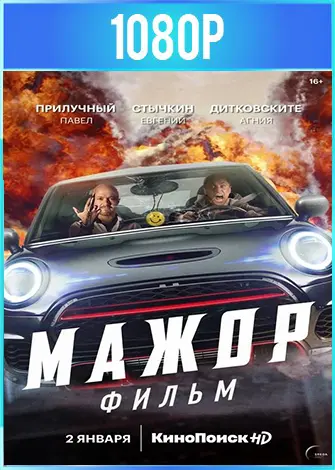 1080P
16+
ПРИЛУЧНЫЙ СТЫЧКИН ДИТКОВСКИТЕ
ПАВЕЛ ЕВГЕНИЙ АГНИЯ
МАЖОР
ФИЛЬМ
2 ЯНВАРЯ КиноПоиск HD